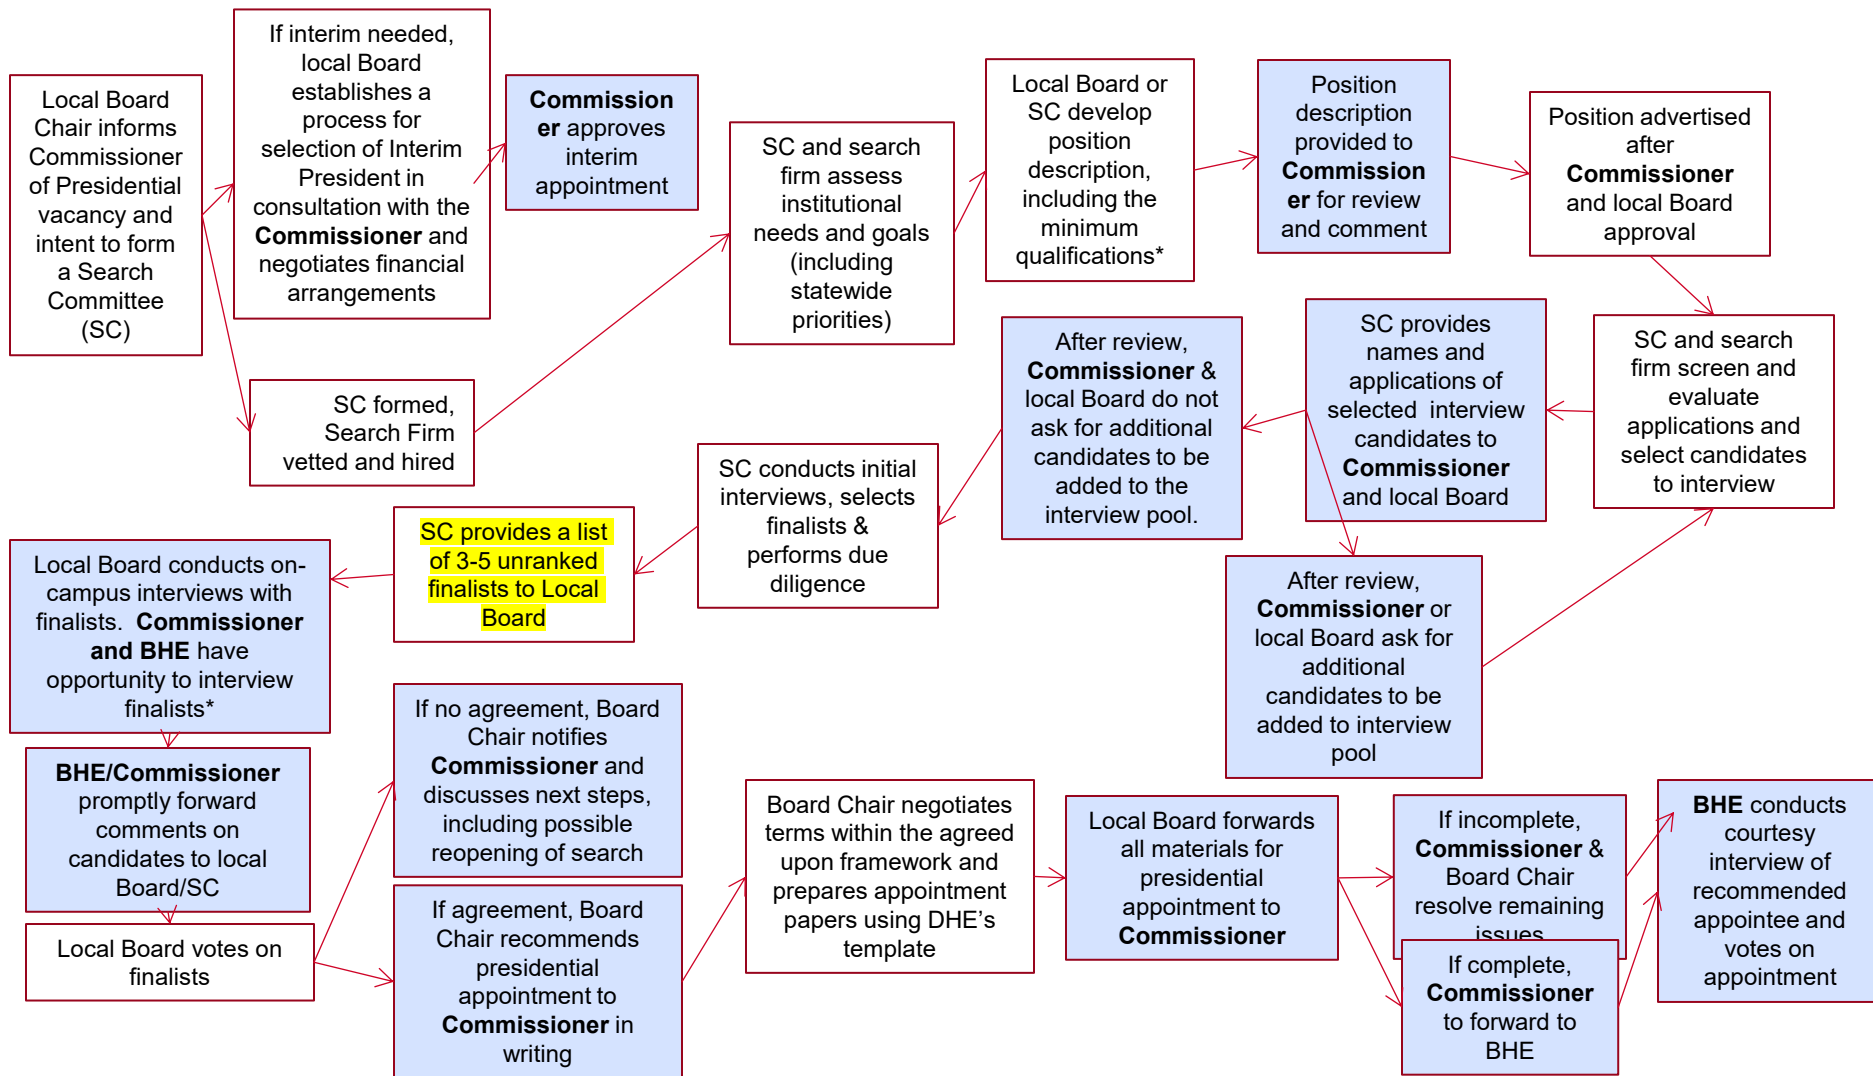 Local Board
Chair informs
Commissioner
of Presidential
vacancy and
intent to form
a Search
Committee
(SC)
If interim needed,
local Board
establishes a
process for
selection of Interim
President in
consultation with the
Commissioner and
negotiates financial
arrangements
Commission
er approves
interim
appointment
SC formed,
Search Firm
vetted and hired
SC and search
firm assess
institutional
needs and goals
(including
statewide
priorities)
Local Board or
SC develop
position
description,
including the
minimum
qualifications*
Position
description
provided to
Commission
er for review
and comment
Position advertised
after
Commissioner
and local Board
approval
SC and search
firm screen and
evaluate
applications and
select candidates
to interview
SC provides
names and
applications of
selected  interview
candidates to
Commissioner
and local Board
After review,
Commissioner &
local Board do not
ask for additional
candidates to be
added to the
interview pool.
After review,
Commissioner or
local Board ask for
additional
candidates to be
added to interview
pool
SC conducts initial
interviews, selects
finalists &
performs due
diligence
SC provides a list
of 3-5 unranked
finalists to Local
Board
Local Board conducts on-
campus interviews with
finalists.  Commissioner
and BHE have
opportunity to interview
finalists*
BHE/Commissioner
promptly forward
comments on
candidates to local
Board/SC
Local Board votes on
finalists
If no agreement, Board
Chair notifies
Commissioner and
discusses next steps,
including possible
reopening of search
If agreement, Board
Chair recommends
presidential
appointment to
Commissioner in
writing
Board Chair negotiates
terms within the agreed
upon framework and
prepares appointment
papers using DHE’s
template
Local Board forwards
all materials for
presidential
appointment to
Commissioner
If incomplete,
Commissioner &
Board Chair
resolve remaining
issues
If complete,
Commissioner
to forward to
BHE
BHE conducts
courtesy
interview of
recommended
appointee and
votes on
appointment